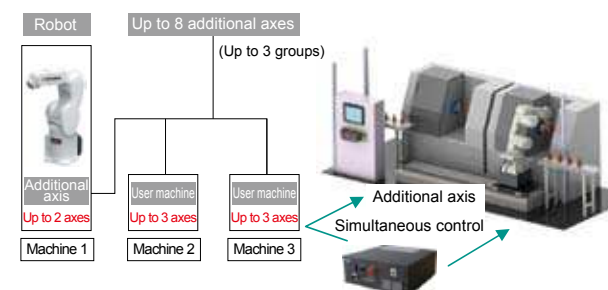 Robot
Up to 8 additional axes
(Up to 3 groups)
Additional
axis
Up to 2 axes
User machine
Up to 3 axes
User machine
Up to 3 axes
Machine 1
Machine 2
Machine 3
Additional axis
Simultaneous control